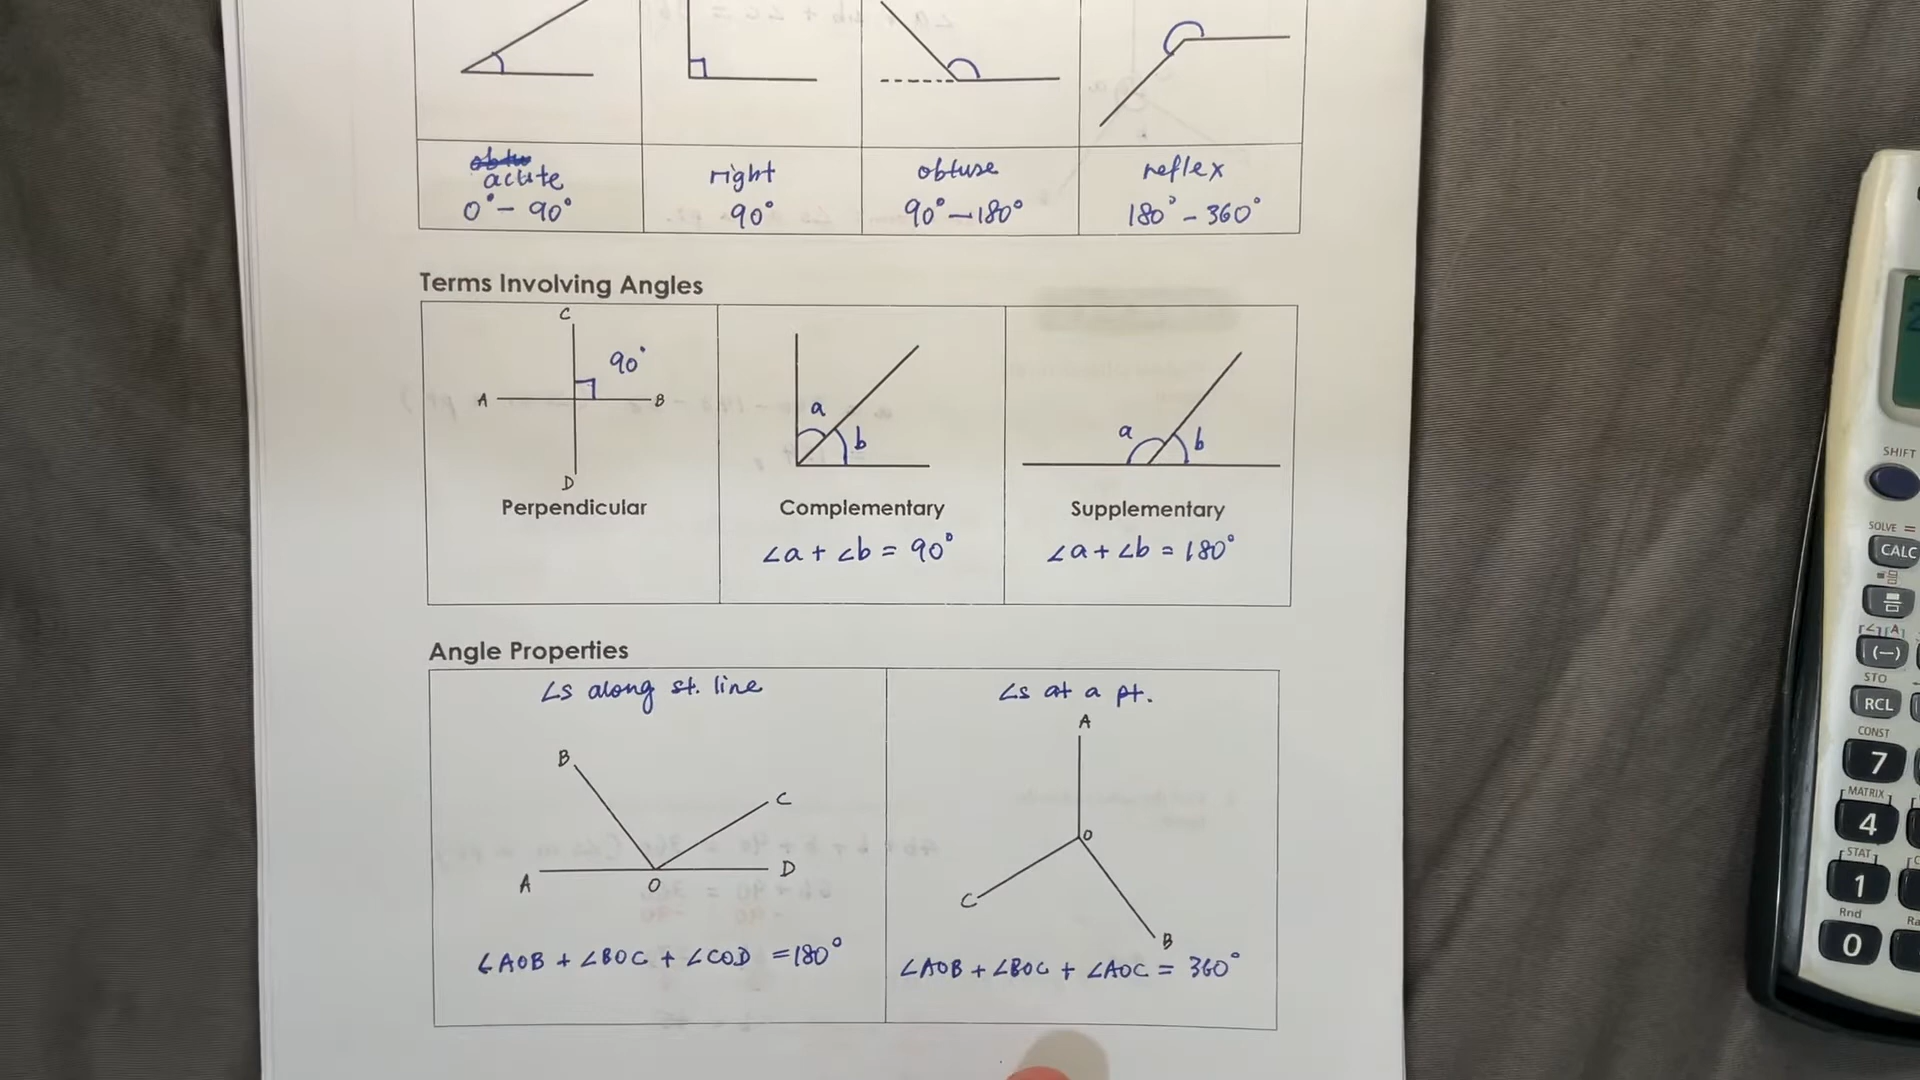 obtu
acute
0° - 90°
right
90°
obtuse
90° - 180°
reflex
180° - 360°
Terms Involving Angles
C
90°
A
B
D
Perpendicular
a
b
Complementary
∠a + ∠b = 90°
a
b
Supplementary
∠a + ∠b = 180°
Angle Properties
∠s along st. line
B
C
A
O
D
∠AOB + ∠BOC + ∠COD = 180°
∠s at a pt.
A
O
C
B
∠AOB + ∠BOC + ∠AOC = 360°
SHIFT
SOLVE =
CALC
(−)
STO
RCL
CONST
7
MATRIX
4
STAT
1
Rnd
Ra
0